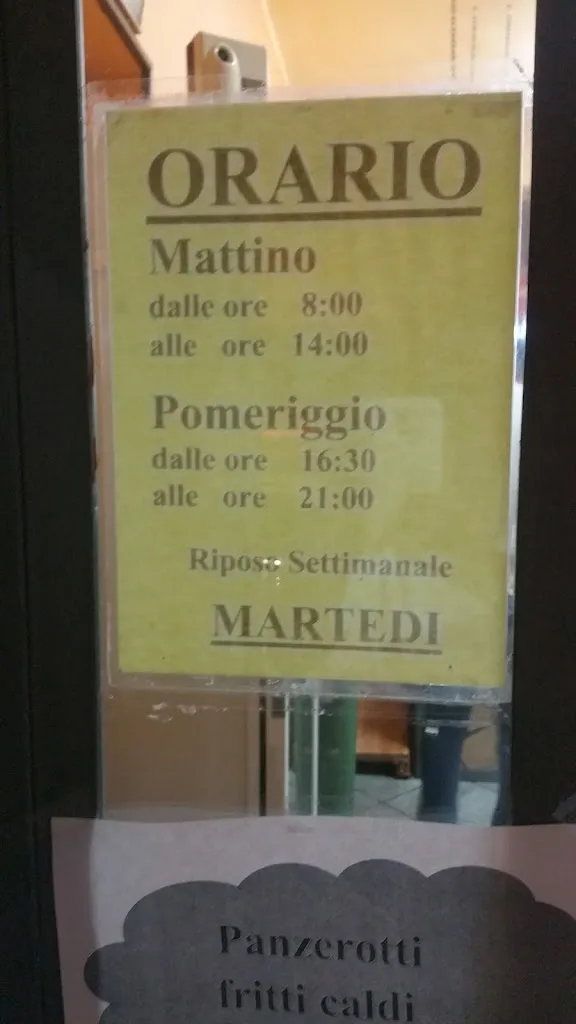 ORARIO
Mattino
dalle ore 8:00
alle ore 14:00
Pomeriggio
dalle ore 16:30
alle ore 21:00
Riposo Settimanale
MARTEDI
Panzerotti
fritti caldi